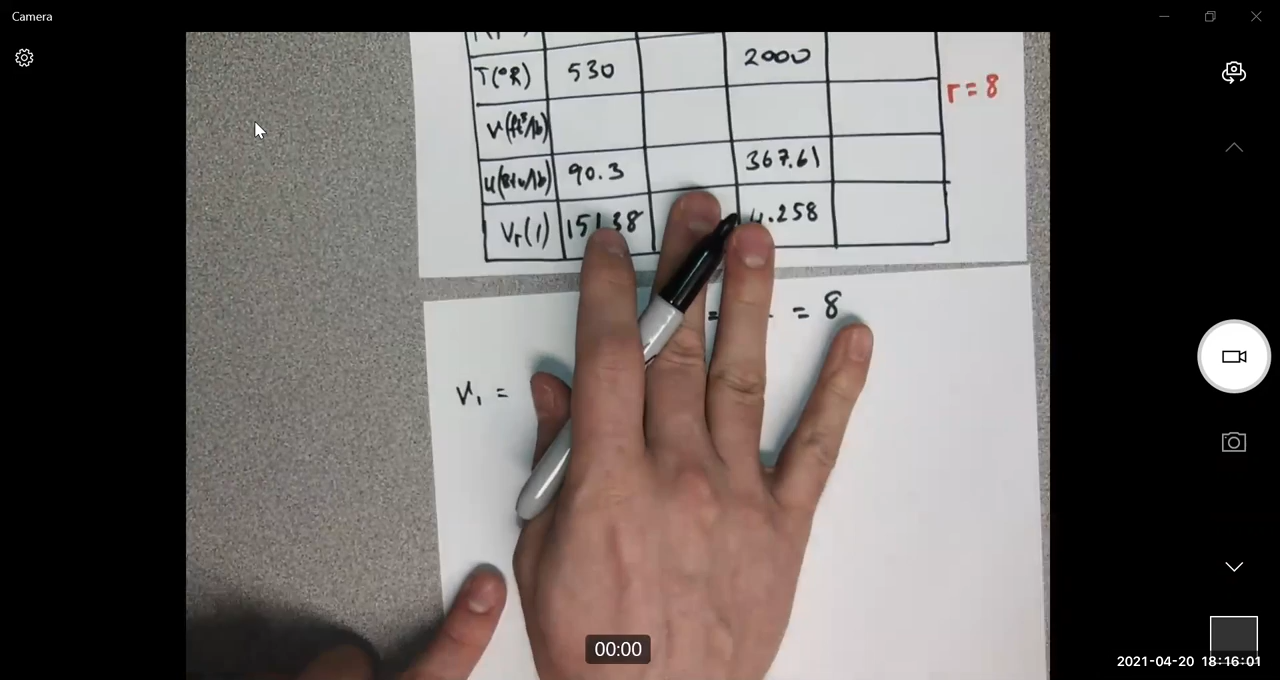 Camera
T(°R) 530 2000
r = 8
v(ft³/lb)
u(Btu/lb) 90.3 367.61
vr(1) 151.38 4.258
= = 8
v₁ =
00:00
2021-04-20 18:16:01